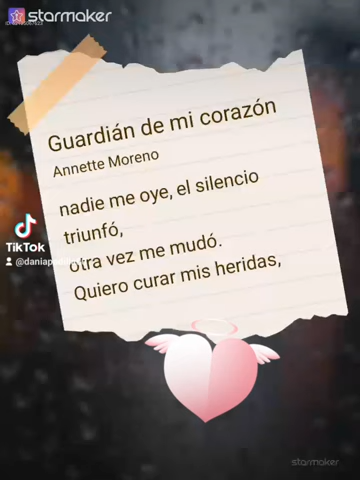 starmaker
Guardián de mi corazón
Annette Moreno
nadie me oye, el silencio
triunfó,
otra vez me mudó.
Quiero curar mis heridas,
TikTok
starmaker